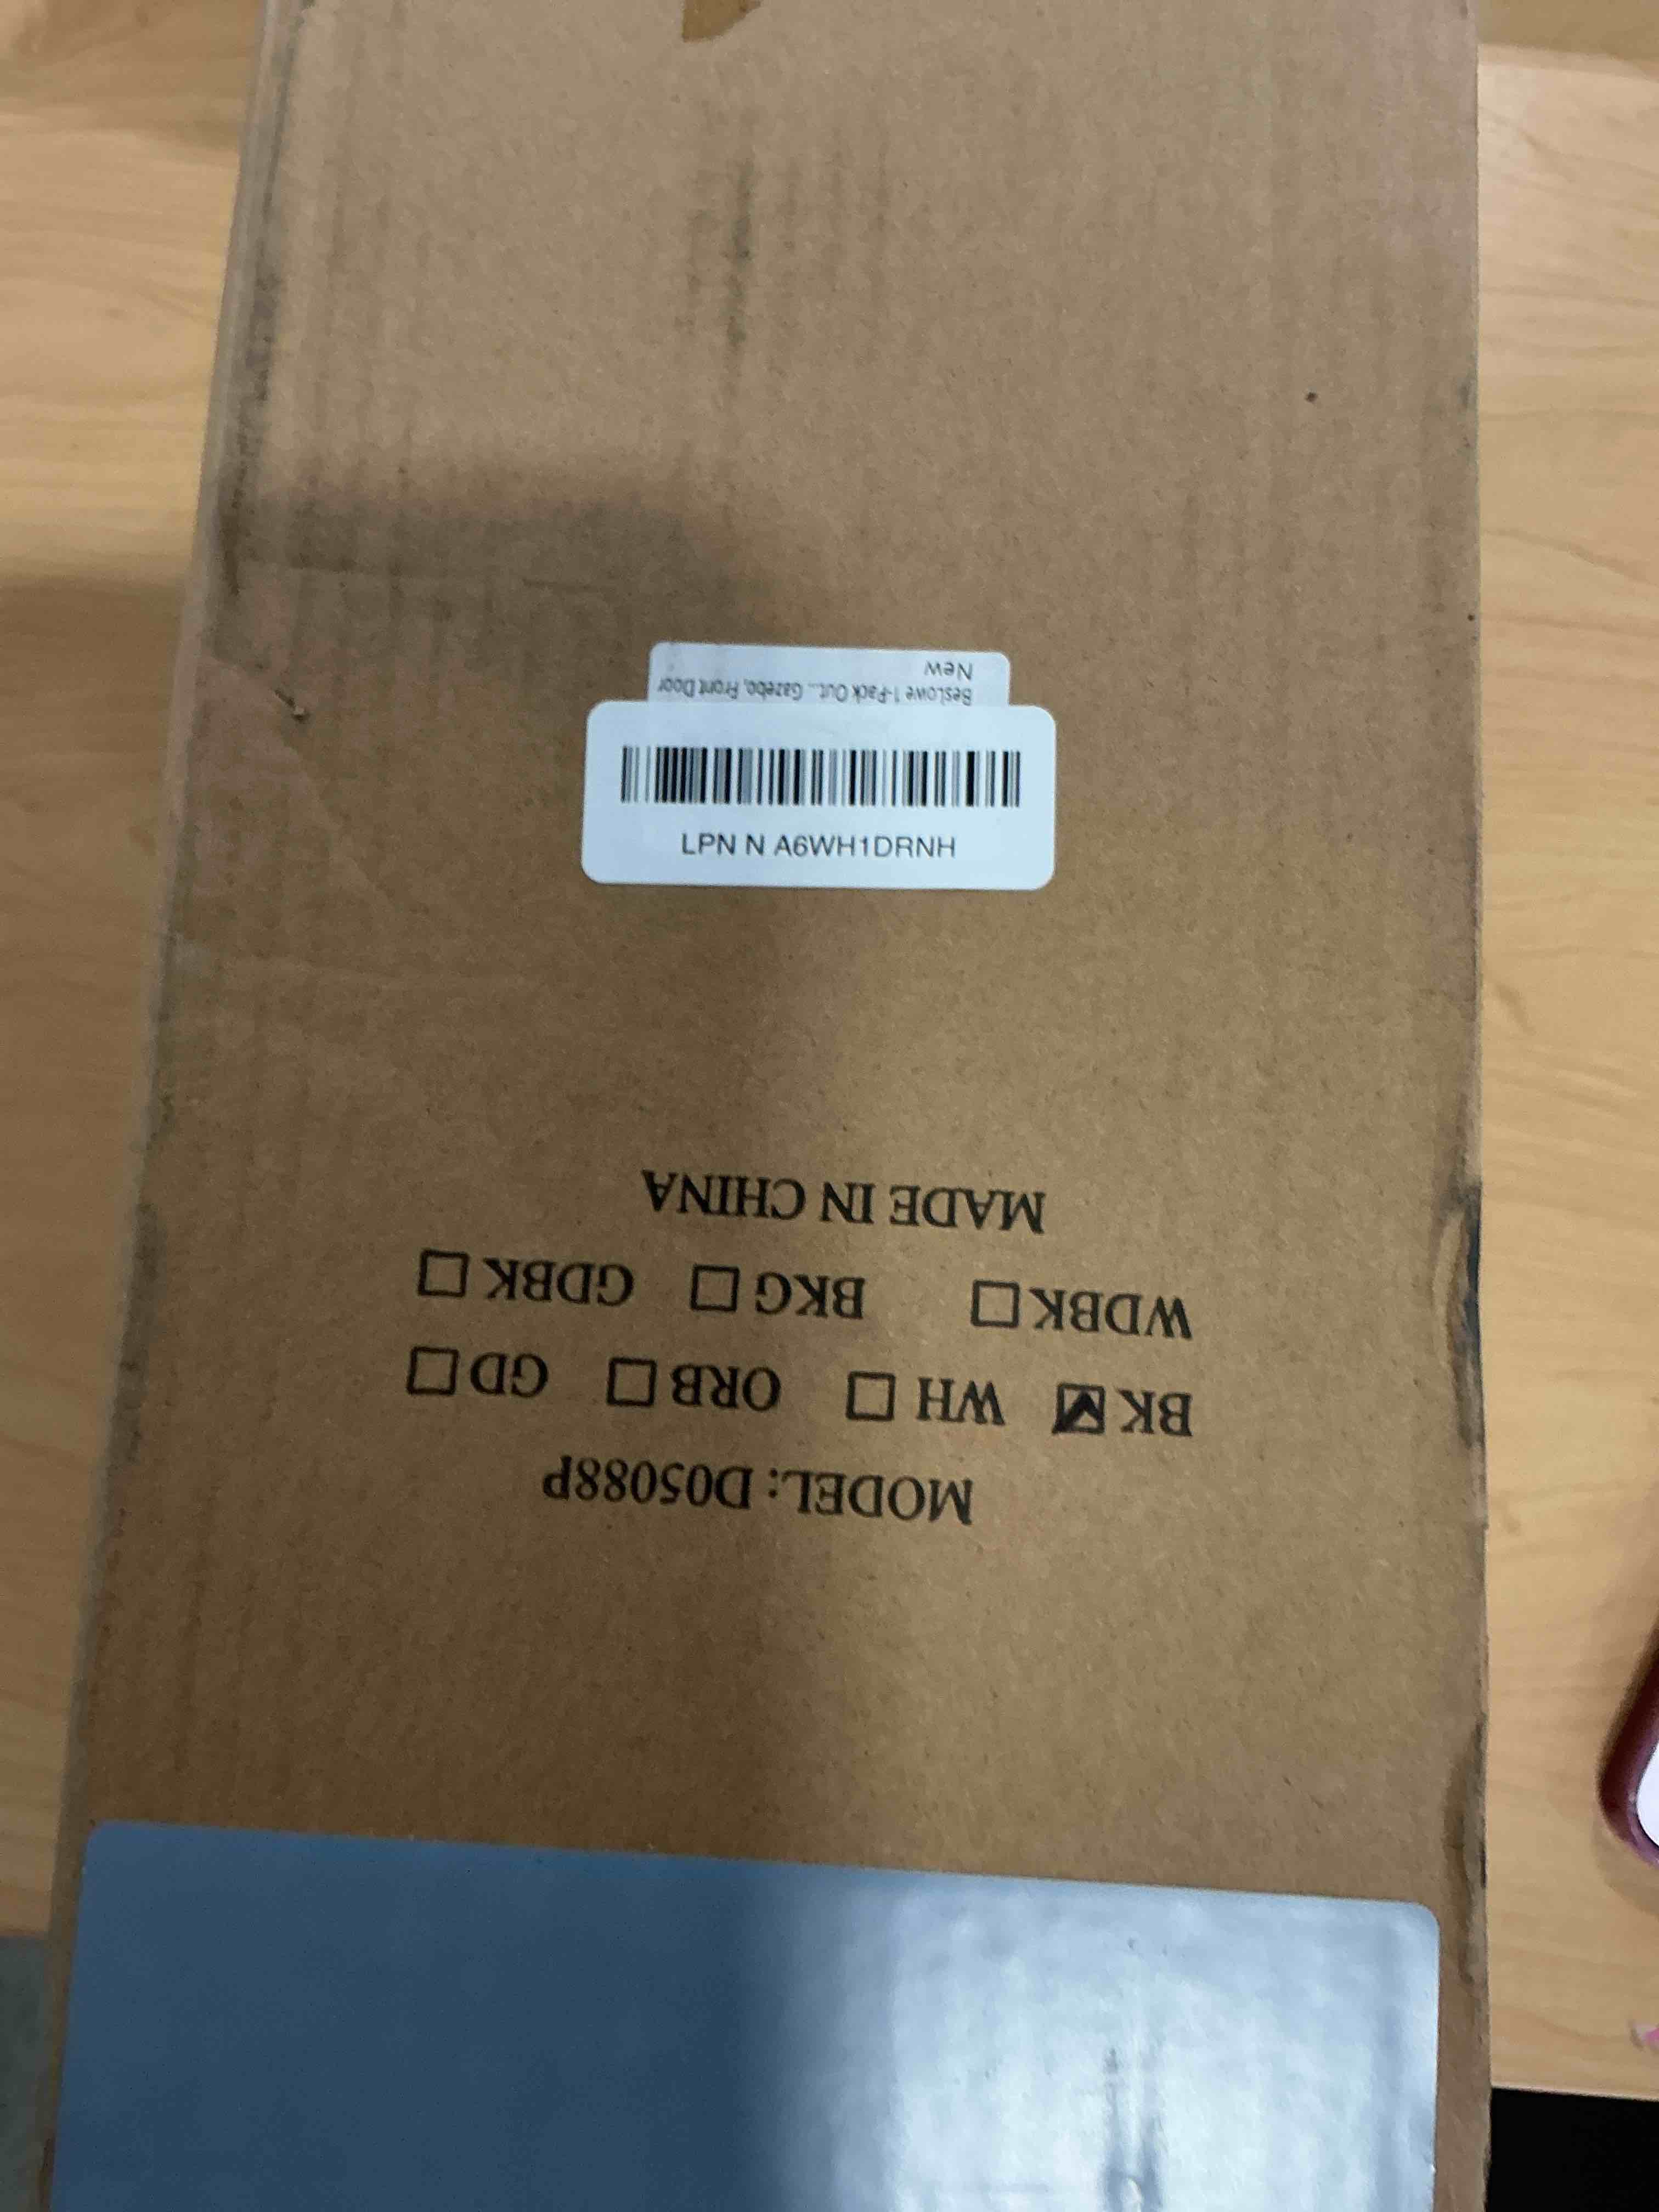 MODEL: D05088P
BK ☑ WH ☐ ORB ☐ GD ☐
WDBK ☐ BKG ☐ GDBK ☐
MADE IN CHINA
BesLowe 1-Pack Out... Gazebo, Front Door
New
LPN N A6WH1DRNH